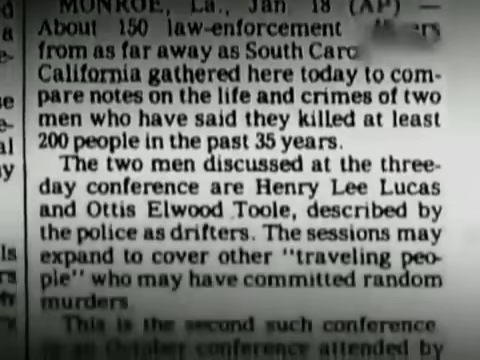 MONROE, La., Jan. 18 (AP) —
About 150 law-enforcement
from as far away as South
California gathered here today to com-
pare notes on the life and crimes of two
men who have said they killed at least
200 people in the past 35 years.
The two men discussed at the three-
day conference are Henry Lee Lucas
and Ottis Elwood Toole, described by
the police as drifters. The sessions may
expand to cover other "traveling peo-
ple" who may have committed random
murders.
This is the second such conference
October conference attended by